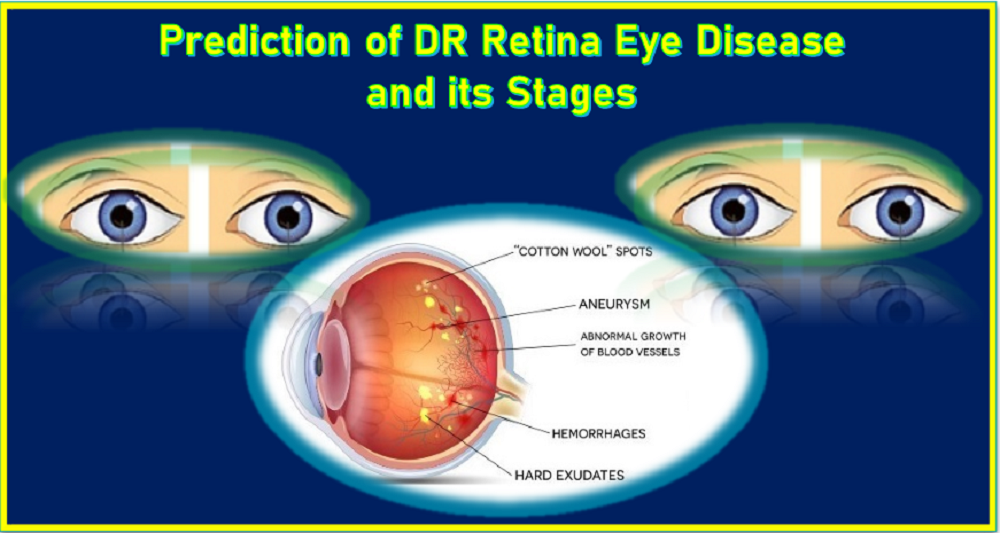 Prediction of DR Retina Eye Disease
and its Stages
"COTTON WOOL" SPOTS
ANEURYSM
ABNORMAL GROWTH
OF BLOOD VESSELS
HEMORRHAGES
HARD EXUDATES